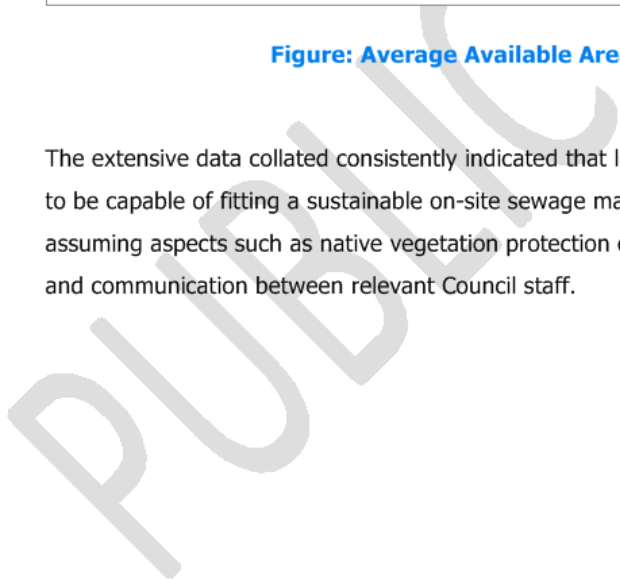 Figure: Average Available Are
The extensive data collated consistently indicated that l
to be capable of fitting a sustainable on-site sewage ma
assuming aspects such as native vegetation protection
and communication between relevant Council staff.
PUBLIC